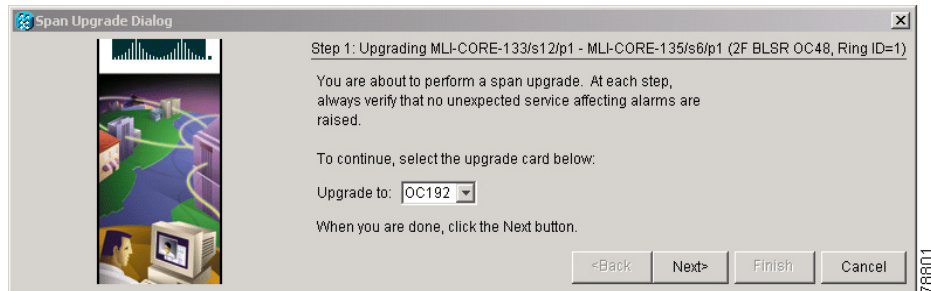 Span Upgrade Dialog
Step 1: Upgrading MLI-CORE-133/s12/p1 - MLI-CORE-135/s6/p1 (2F BLSR OC48, Ring ID=1)
You are about to perform a span upgrade. At each step,
always verify that no unexpected service affecting alarms are
raised.
To continue, select the upgrade card below:
Upgrade to: OC192
When you are done, click the Next button.
<Back Next> Finish Cancel
78801